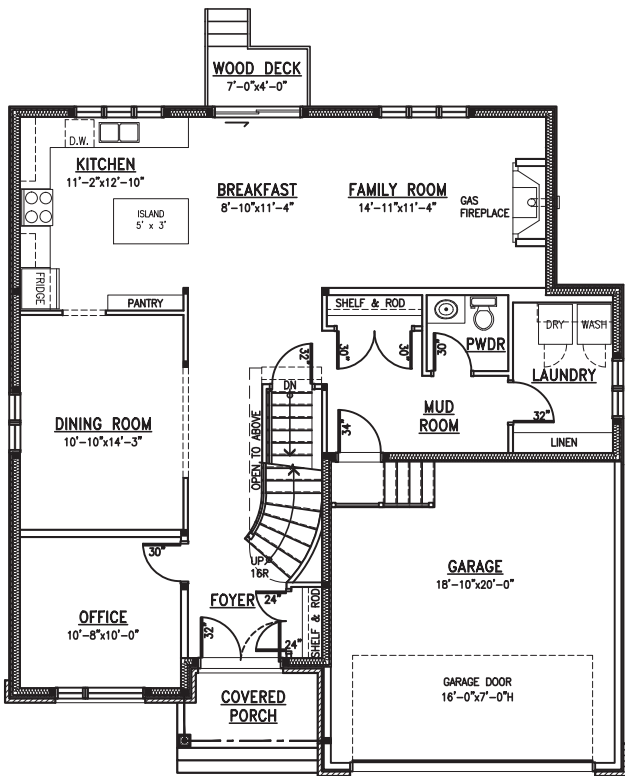 WOOD DECK
7'-0"x4'-0"
D.W.
KITCHEN
11'-2"x12'-10"
BREAKFAST
8'-10"x11'-4"
FAMILY ROOM
14'-11"x11'-4"
GAS
FIREPLACE
ISLAND
5' x 3'
FRIDGE
PANTRY
SHELF & ROD
30"
30"
PWDR
30"
DRY
WASH
LAUNDRY
32"
LINEN
32"
DN
MUD
ROOM
34"
DINING ROOM
10'-10"x14'-3"
OPEN TO ABOVE
UP
16R
30"
OFFICE
10'-8"x10'-0"
FOYER
24"
32"
24"
SHELF & ROD
GARAGE
18'-10"x20'-0"
GARAGE DOOR
16'-0"x7'-0"H
COVERED
PORCH